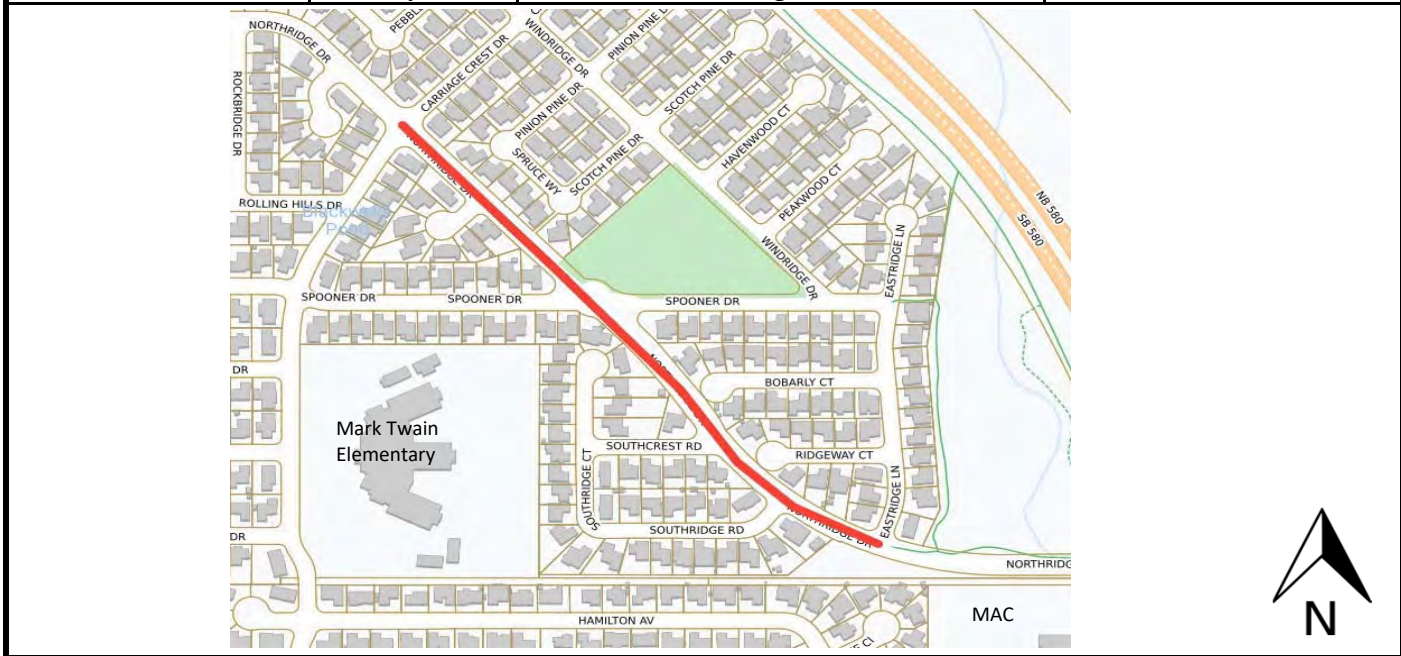 NORTHRIDGE DR
PEBBL
CARRIAGE CREST DR
WINDRIDGE DR
PINION PINE D
ROCKBRIDGE DR
SCOTCH PINE DR
PINION PINE DR
HAVENWOOD CT
NORTHRIDGE DR
SPRUCE WY
SCOTCH PINE DR
PEAKWOOD CT
NB 580
SB 580
ROLLING HILLS DR
Pond
WINDRIDGE DR
EASTRIDGE LN
SPOONER DR
SPOONER DR
SPOONER DR
DR
BOBARLY CT
Mark Twain
Elementary
SOUTHCREST RD
RIDGEWAY CT
SOUTHRIDGE CT
EASTRIDGE LN
SOUTHRIDGE RD
NORTHRIDGE DR
DR
NORTHRIDG
HAMILTON AV
MAC
N